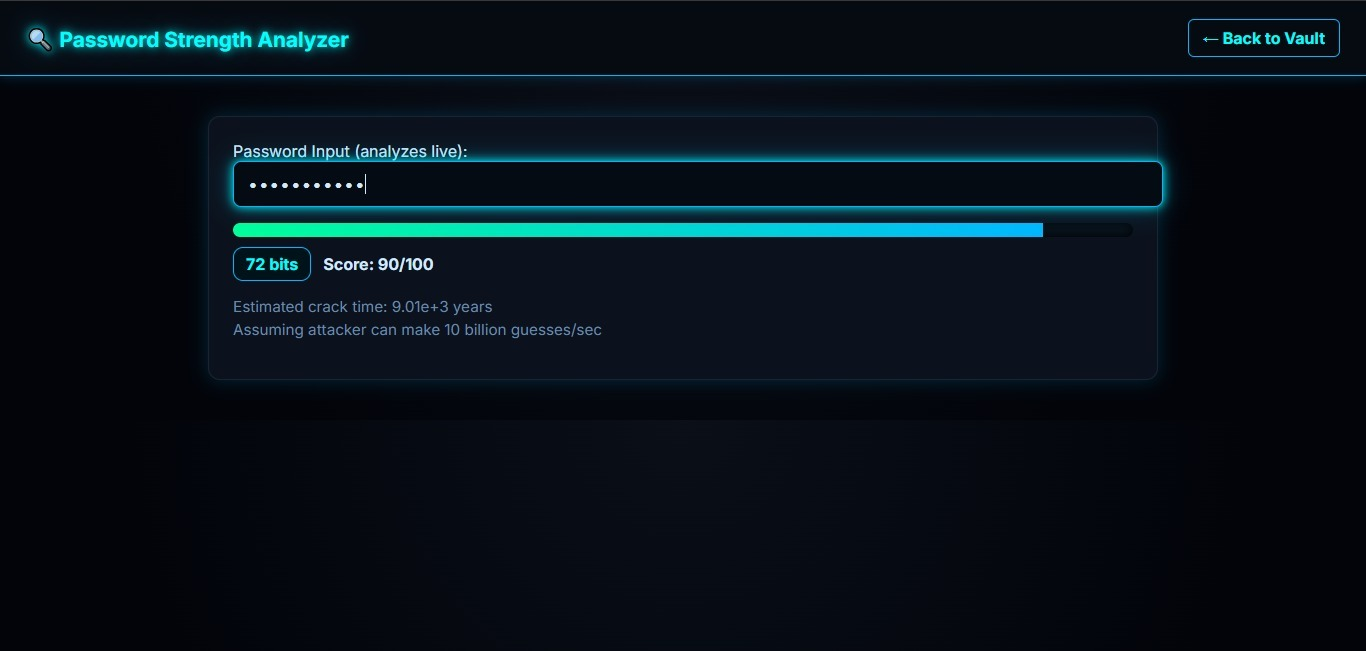 Password Strength Analyzer
← Back to Vault
Password Input (analyzes live):
•••••••••••
72 bits Score: 90/100
Estimated crack time: 9.01e+3 years
Assuming attacker can make 10 billion guesses/sec